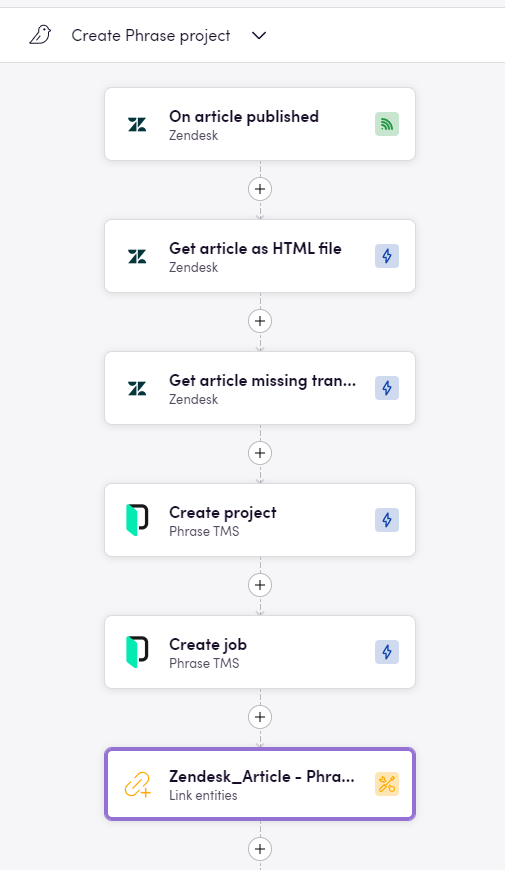 Create Phrase project
On article published
Zendesk
Get article as HTML file
Zendesk
Get article missing tran...
Zendesk
Create project
Phrase TMS
Create job
Phrase TMS
Zendesk_Article - Phra...
Link entities